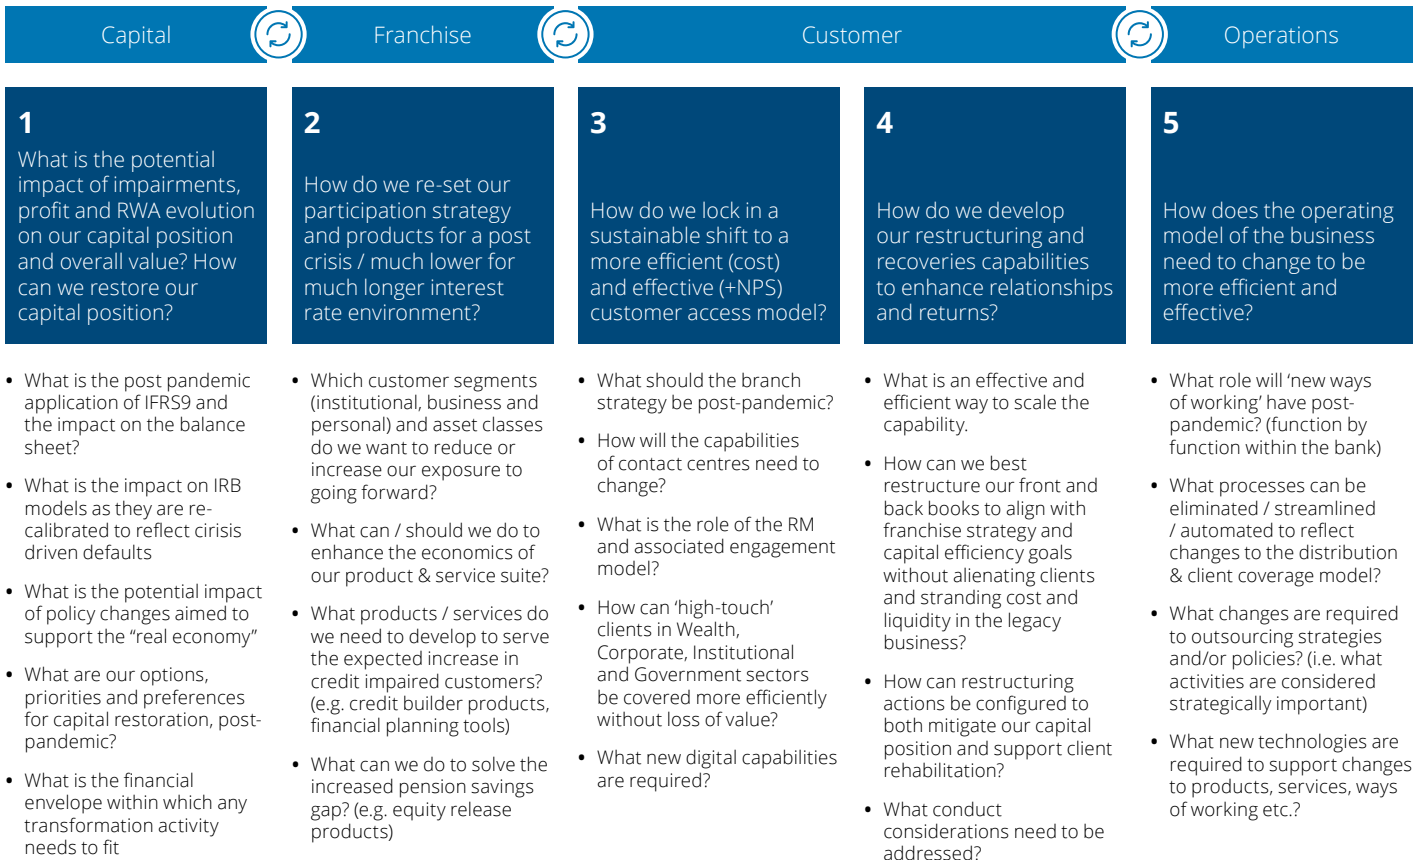 Capital
Franchise
Customer
Operations
1
What is the potential
impact of impairments,
profit and RWA evolution
on our capital position
and overall value? How
can we restore our
capital position?
2
How do we re-set our
participation strategy
and products for a post
crisis / much lower for
much longer interest
rate environment?
3
How do we lock in a
sustainable shift to a
more efficient (cost)
and effective (+NPS)
customer access model?
4
How do we develop
our restructuring and
recoveries capabilities
to enhance relationships
and returns?
5
How does the operating
model of the business
need to change to be
more efficient and
effective?
• What is the post pandemic
application of IFRS9 and
the impact on the balance
sheet?
• What is the impact on IRB
models as they are re-
calibrated to reflect cirisis
driven defaults
• What is the potential impact
of policy changes aimed to
support the “real economy”
• What are our options,
priorities and preferences
for capital restoration, post-
pandemic?
• What is the financial
envelope within which any
transformation activity
needs to fit
• Which customer segments
(institutional, business and
personal) and asset classes
do we want to reduce or
increase our exposure to
going forward?
• What can / should we do to
enhance the economics of
our product & service suite?
• What products / services do
we need to develop to serve
the expected increase in
credit impaired customers?
(e.g. credit builder products,
financial planning tools)
• What can we do to solve the
increased pension savings
gap? (e.g. equity release
products)
• What should the branch
strategy be post-pandemic?
• How will the capabilities
of contact centres need to
change?
• What is the role of the RM
and associated engagement
model?
• How can ‘high-touch’
clients in Wealth,
Corporate, Institutional
and Government sectors
be covered more efficiently
without loss of value?
• What new digital capabilities
are required?
• What is an effective and
efficient way to scale the
capability.
• How can we best
restructure our front and
back books to align with
franchise strategy and
capital efficiency goals
without alienating clients
and stranding cost and
liquidity in the legacy
business?
• How can restructuring
actions be configured to
both mitigate our capital
position and support client
rehabilitation?
• What conduct
considerations need to be
addressed?
• What role will ‘new ways
of working’ have post-
pandemic? (function by
function within the bank)
• What processes can be
eliminated / streamlined
/ automated to reflect
changes to the distribution
& client coverage model?
• What changes are required
to outsourcing strategies
and/or policies? (i.e. what
activities are considered
strategically important)
• What new technologies are
required to support changes
to products, services, ways
of working etc.?